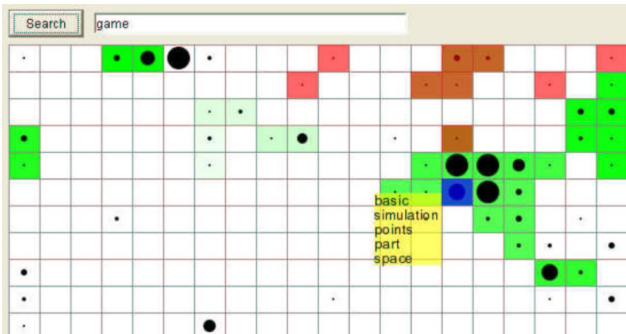 Search game
basic
simulation
points
part
space